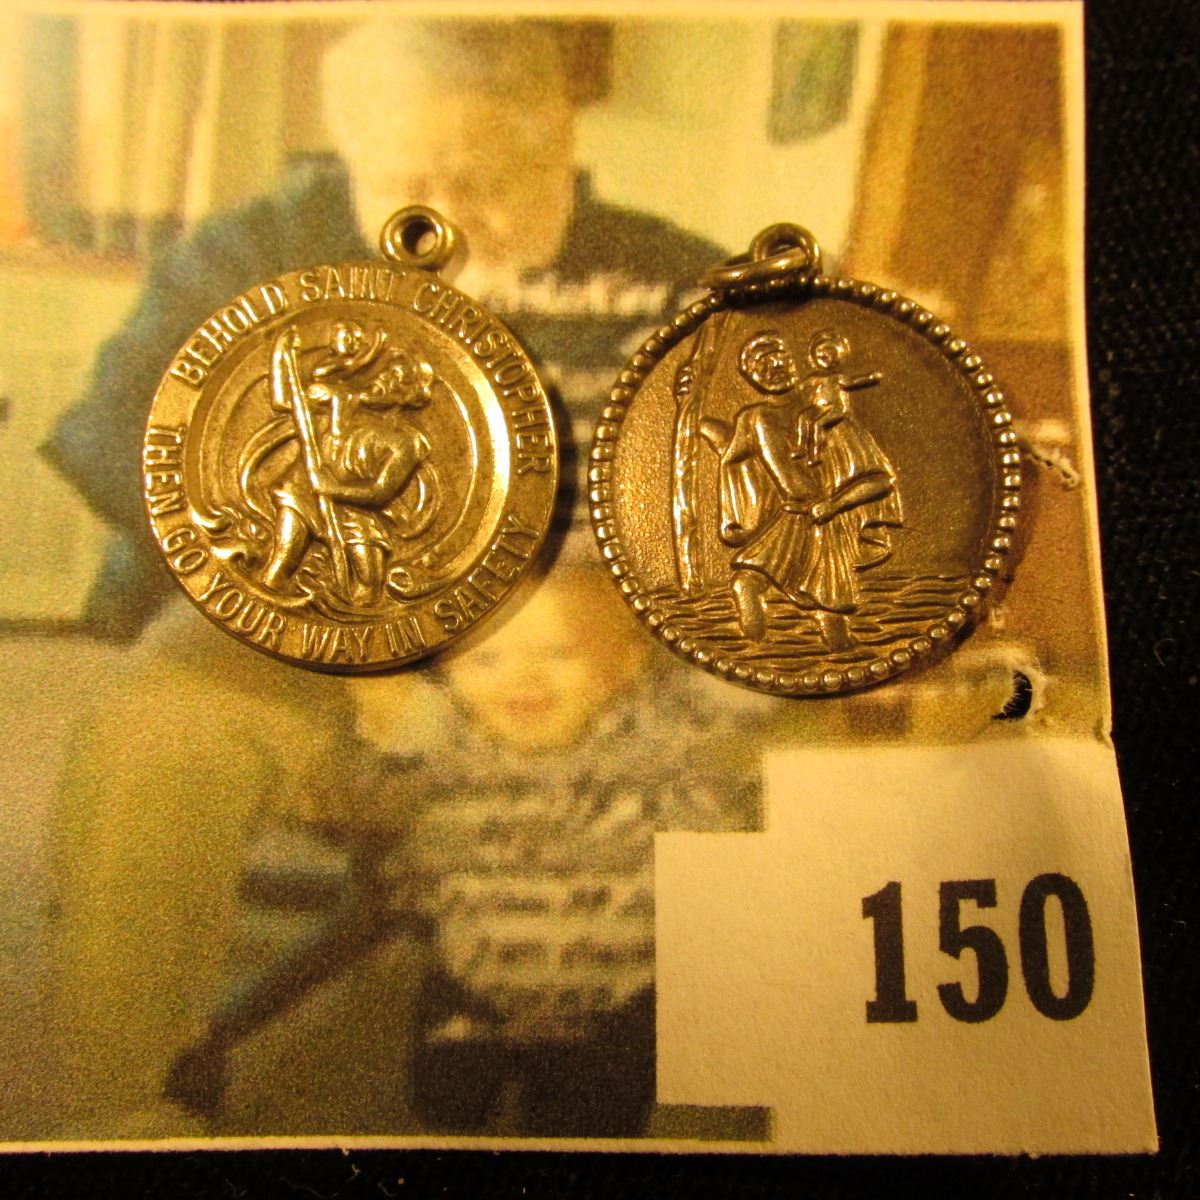 BEHOLD SAINT CHRISTOPHER
THEN GO YOUR WAY IN SAFETY
150